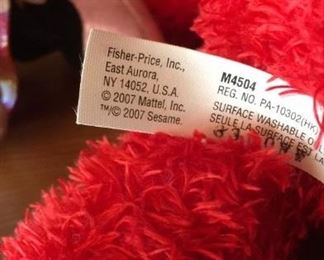 Fisher-Price, Inc.,
East Aurora,
NY 14052, U.S.A.
© 2007 Mattel, Inc.
™/© 2007 Sesame.
M4504
REG. NO. PA-10302(HK)
SURFACE WASHABLE
SEULE LA SURFACE EST LA